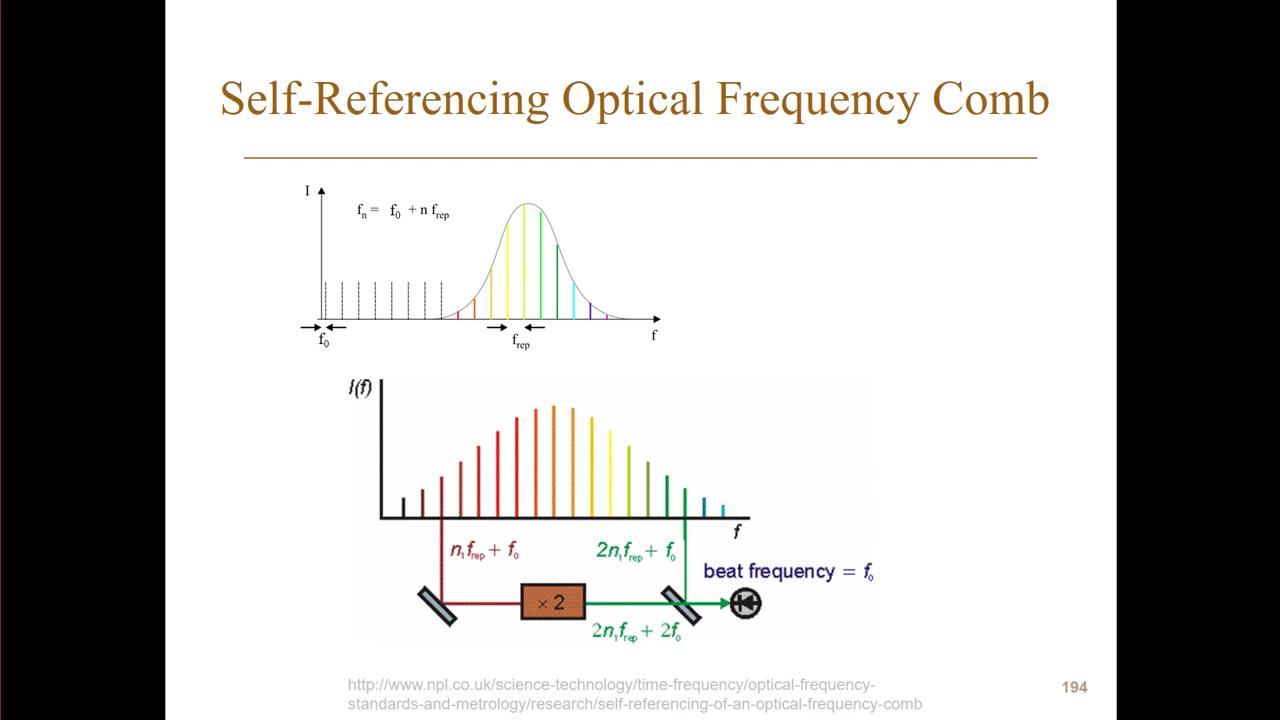 Self-Referencing Optical Frequency Comb
I
fn = f0 + n frep
f0
frep
f
I(f)
f
n1frep + f0
2n1frep + f0
beat frequency = f0
× 2
2n1frep + 2f0
http://www.npl.co.uk/science-technology/time-frequency/optical-frequency-
standards-and-metrology/research/self-referencing-of-an-optical-frequency-comb
194